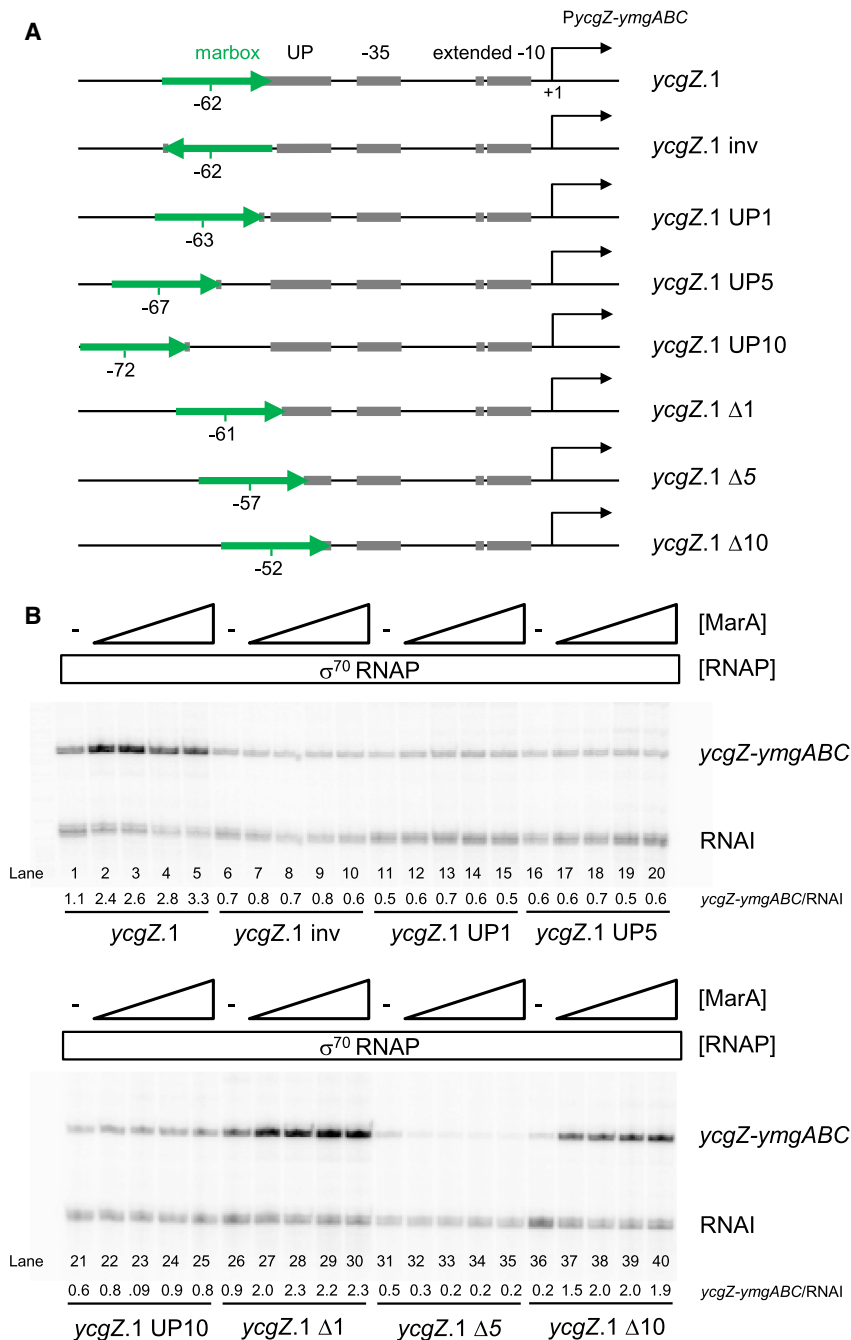 A
PycgZ-ymgABC
marbox UP -35 extended -10
+1
-62
ycgZ.1
-62
ycgZ.1 inv
-63
ycgZ.1 UP1
-67
ycgZ.1 UP5
-72
ycgZ.1 UP10
-61
ycgZ.1 Δ1
-57
ycgZ.1 Δ5
-52
ycgZ.1 Δ10
B
- - - - [MarA]
σ70 RNAP [RNAP]
ycgZ-ymgABC
RNAI
Lane 1 2 3 4 5 6 7 8 9 10 11 12 13 14 15 16 17 18 19 20
1.1 2.4 2.6 2.8 3.3 0.7 0.8 0.7 0.8 0.6 0.5 0.6 0.7 0.6 0.5 0.6 0.6 0.7 0.5 0.6 ycgZ-ymgABC/RNAI
ycgZ.1 ycgZ.1 inv ycgZ.1 UP1 ycgZ.1 UP5
- - - - [MarA]
σ70 RNAP [RNAP]
ycgZ-ymgABC
RNAI
Lane 21 22 23 24 25 26 27 28 29 30 31 32 33 34 35 36 37 38 39 40
0.6 0.8 .09 0.9 0.8 0.9 2.0 2.3 2.2 2.3 0.5 0.3 0.2 0.2 0.2 0.2 1.5 2.0 2.0 1.9 ycgZ-ymgABC/RNAI
ycgZ.1 UP10 ycgZ.1 Δ1 ycgZ.1 Δ5 ycgZ.1 Δ10